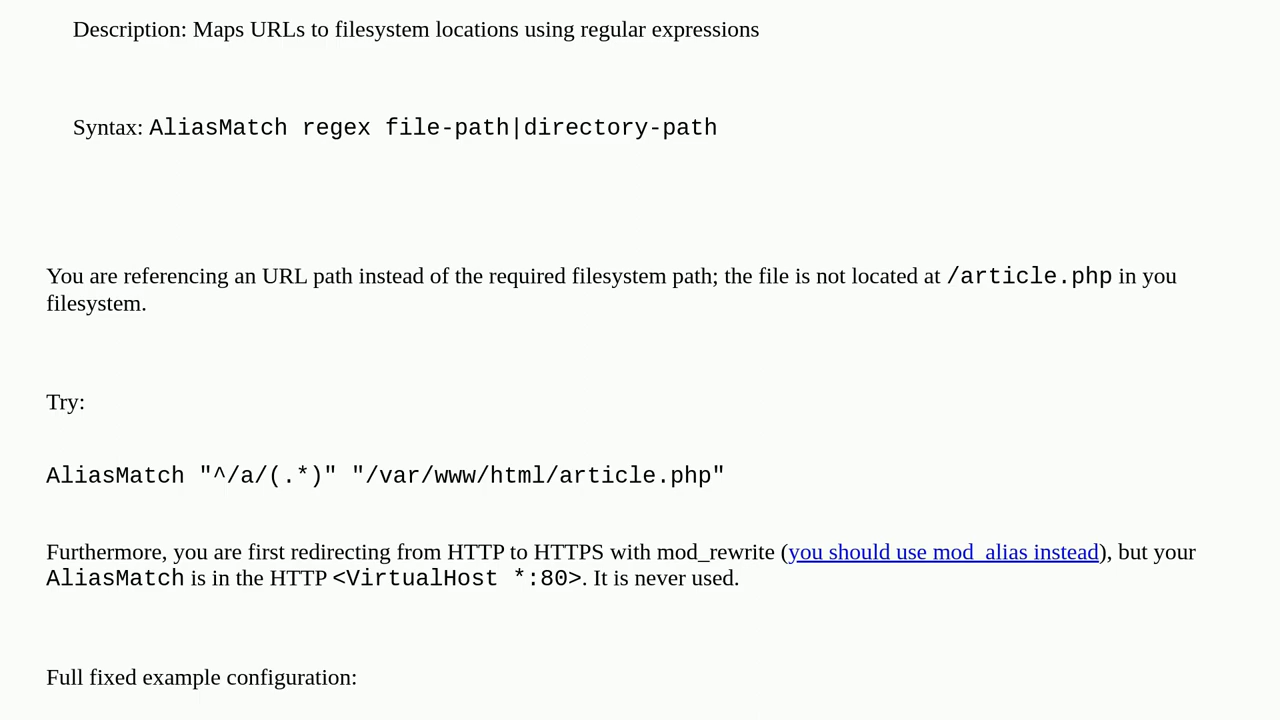 Description: Maps URLs to filesystem locations using regular expressions
Syntax: AliasMatch regex file-path|directory-path
You are referencing an URL path instead of the required filesystem path; the file is not located at /article.php in you
filesystem.
Try:
AliasMatch "^/a/(.*)" "/var/www/html/article.php"
Furthermore, you are first redirecting from HTTP to HTTPS with mod_rewrite (you should use mod_alias instead), but your
AliasMatch is in the HTTP <VirtualHost *:80>. It is never used.
Full fixed example configuration: